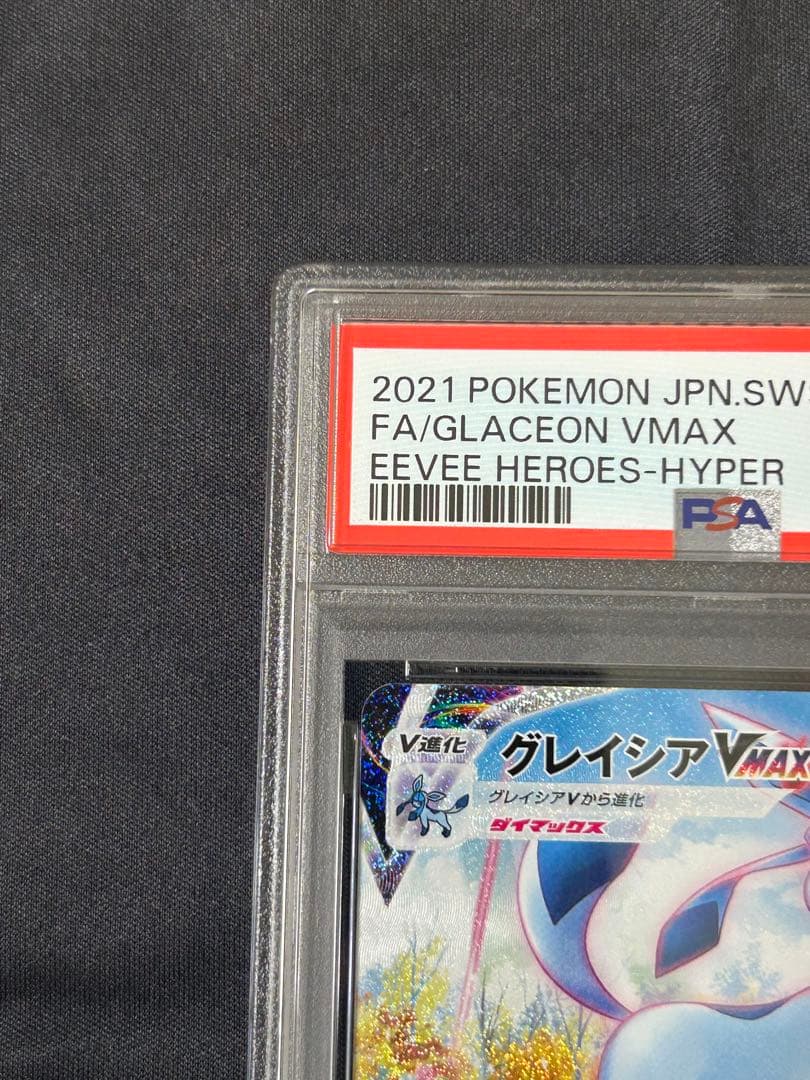 2021 POKEMON JPN.SWS
FA/GLACEON VMAX
EEVEE HEROES-HYPER
PSA
V進化
グレイシアVMAX
グレイシアVから進化
ダイマックス